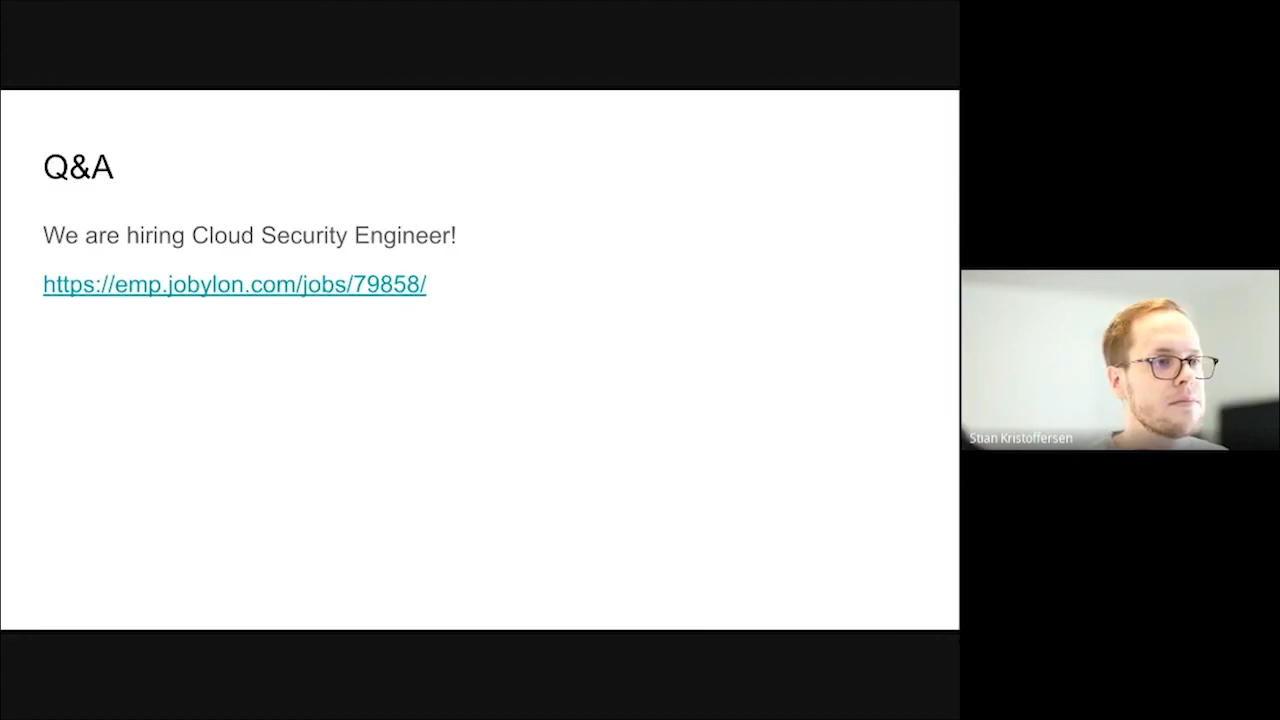 Q&A
We are hiring Cloud Security Engineer!
https://emp.jobylon.com/jobs/79858/
Stian Kristoffersen